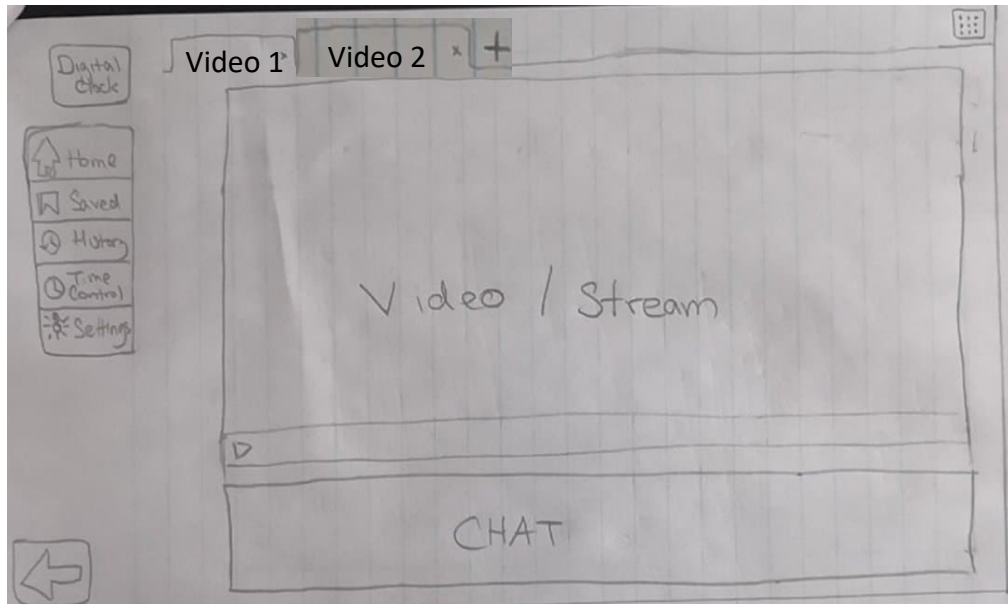 Digital
Clock
Video 1 x
Video 2 x +
Home
Saved
History
Time
Control
Settings
Video / Stream
CHAT